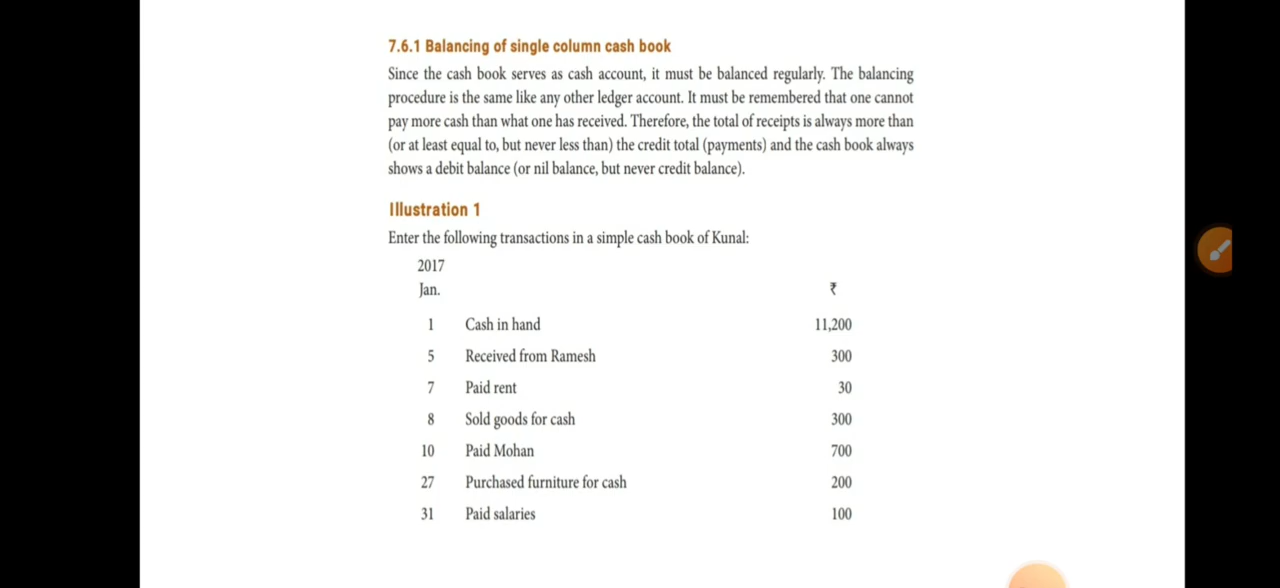 7.6.1 Balancing of single column cash book
Since the cash book serves as cash account, it must be balanced regularly. The balancing
procedure is the same like any other ledger account. It must be remembered that one cannot
pay more cash than what one has received. Therefore, the total of receipts is always more than
(or at least equal to, but never less than) the credit total (payments) and the cash book always
shows a debit balance (or nil balance, but never credit balance).
Illustration 1
Enter the following transactions in a simple cash book of Kunal:
2017
Jan. ₹
1 Cash in hand 11,200
5 Received from Ramesh 300
7 Paid rent 30
8 Sold goods for cash 300
10 Paid Mohan 700
27 Purchased furniture for cash 200
31 Paid salaries 100